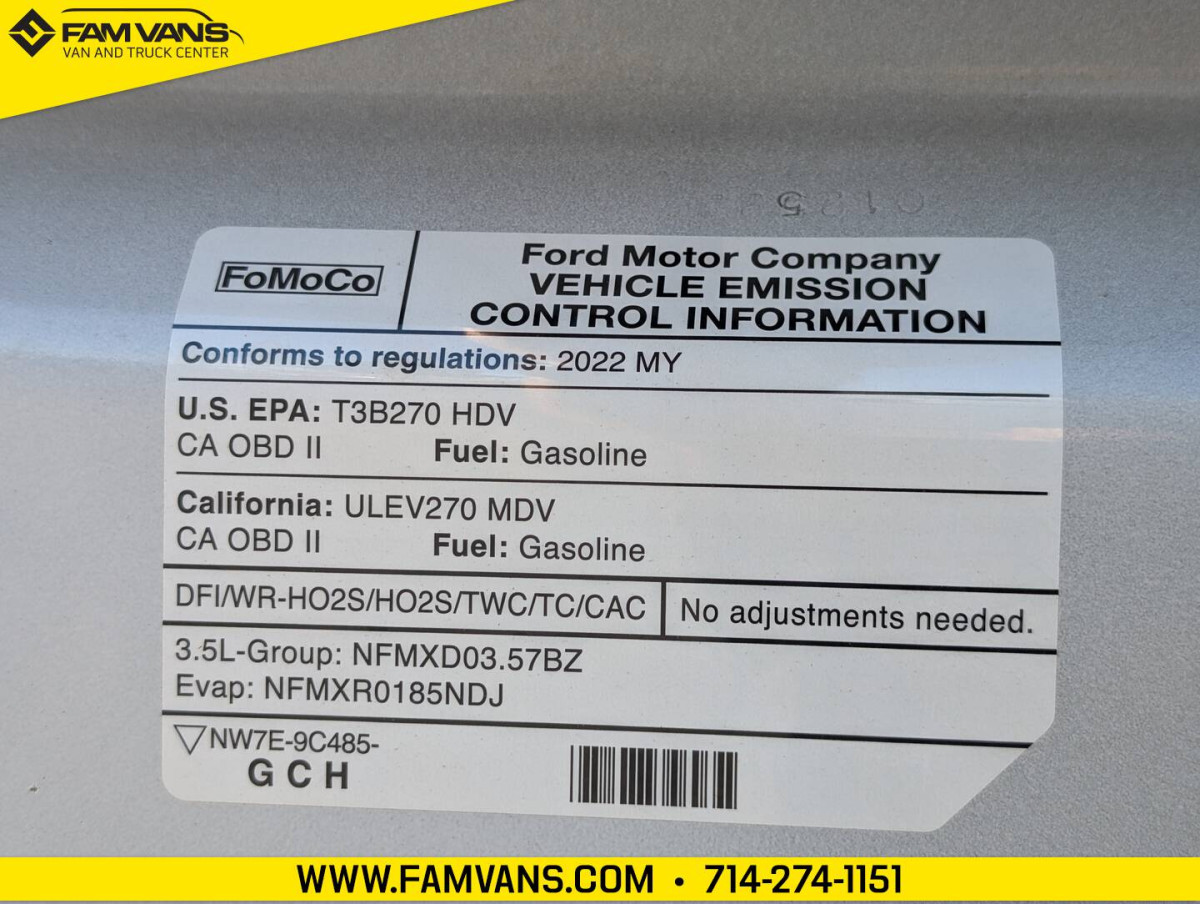 FAM VANS
VAN AND TRUCK CENTER
FoMoCo
Ford Motor Company
VEHICLE EMISSION
CONTROL INFORMATION
Conforms to regulations: 2022 MY
U.S. EPA: T3B270 HDV
CA OBD II Fuel: Gasoline
California: ULEV270 MDV
CA OBD II Fuel: Gasoline
DFI/WR-HO2S/HO2S/TWC/TC/CAC
No adjustments needed.
3.5L-Group: NFMXD03.57BZ
Evap: NFMXR0185NDJ
NW7E-9C485-
G C H
WWW.FAMVANS.COM • 714-274-1151